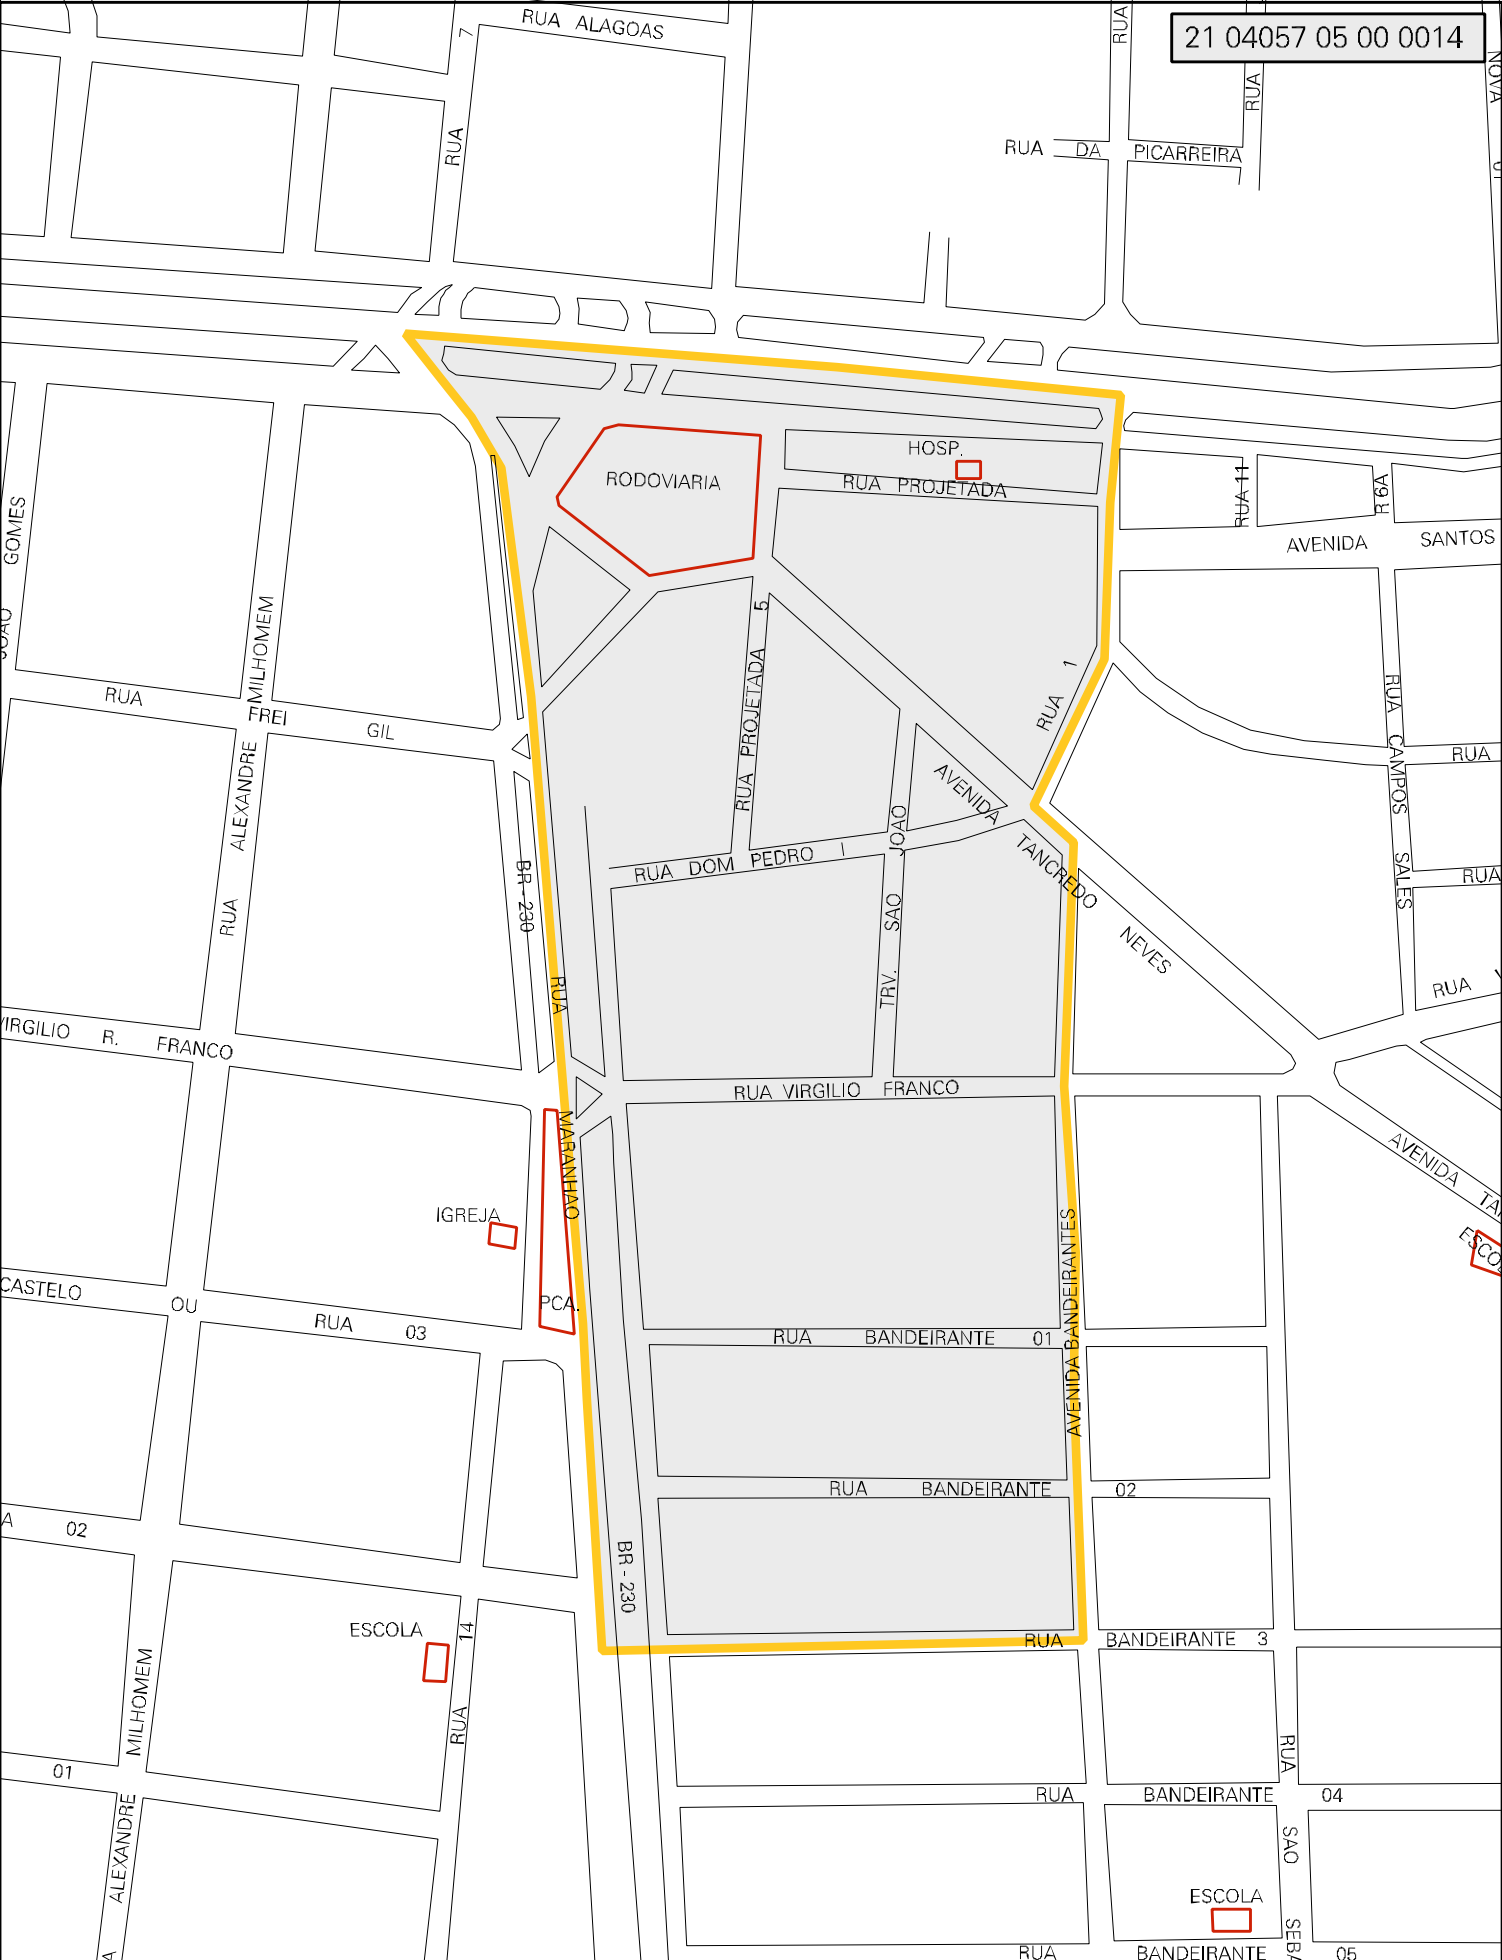 RUA ALAGOAS
7
RUA
RUA
21 04057 05 00 0014
RUA
NOVA
01
RUA DA PICARREIRA
HOSP.
RODOVIARIA
RUA PROJETADA
RUA 11
R 6A
AVENIDA SANTOS
GOMES
JOAO
RUA ALEXANDRE MILHOMEM
RUA FREI GIL
RUA PROJETADA 5
RUA 1
RUA CAMPOS SALES
RUA
AVENIDA TANCREDO NEVES
TRV. SAO JOAO
RUA DOM PEDRO I
RUA
BR - 230
RUA MARANHAO
RUA
VIRGILIO R. FRANCO
RUA VIRGILIO FRANCO
AVENIDA TA
IGREJA
PCA.
ESCO
AVENIDA BANDEIRANTES
CASTELO OU RUA 03
RUA BANDEIRANTE 01
RUA BANDEIRANTE 02
A 02
BR - 230
ESCOLA
RUA 14
RUA BANDEIRANTE 3
ALEXANDRE MILHOMEM
01
RUA SAO SEBA
RUA BANDEIRANTE 04
ESCOLA
RUA BANDEIRANTE 05